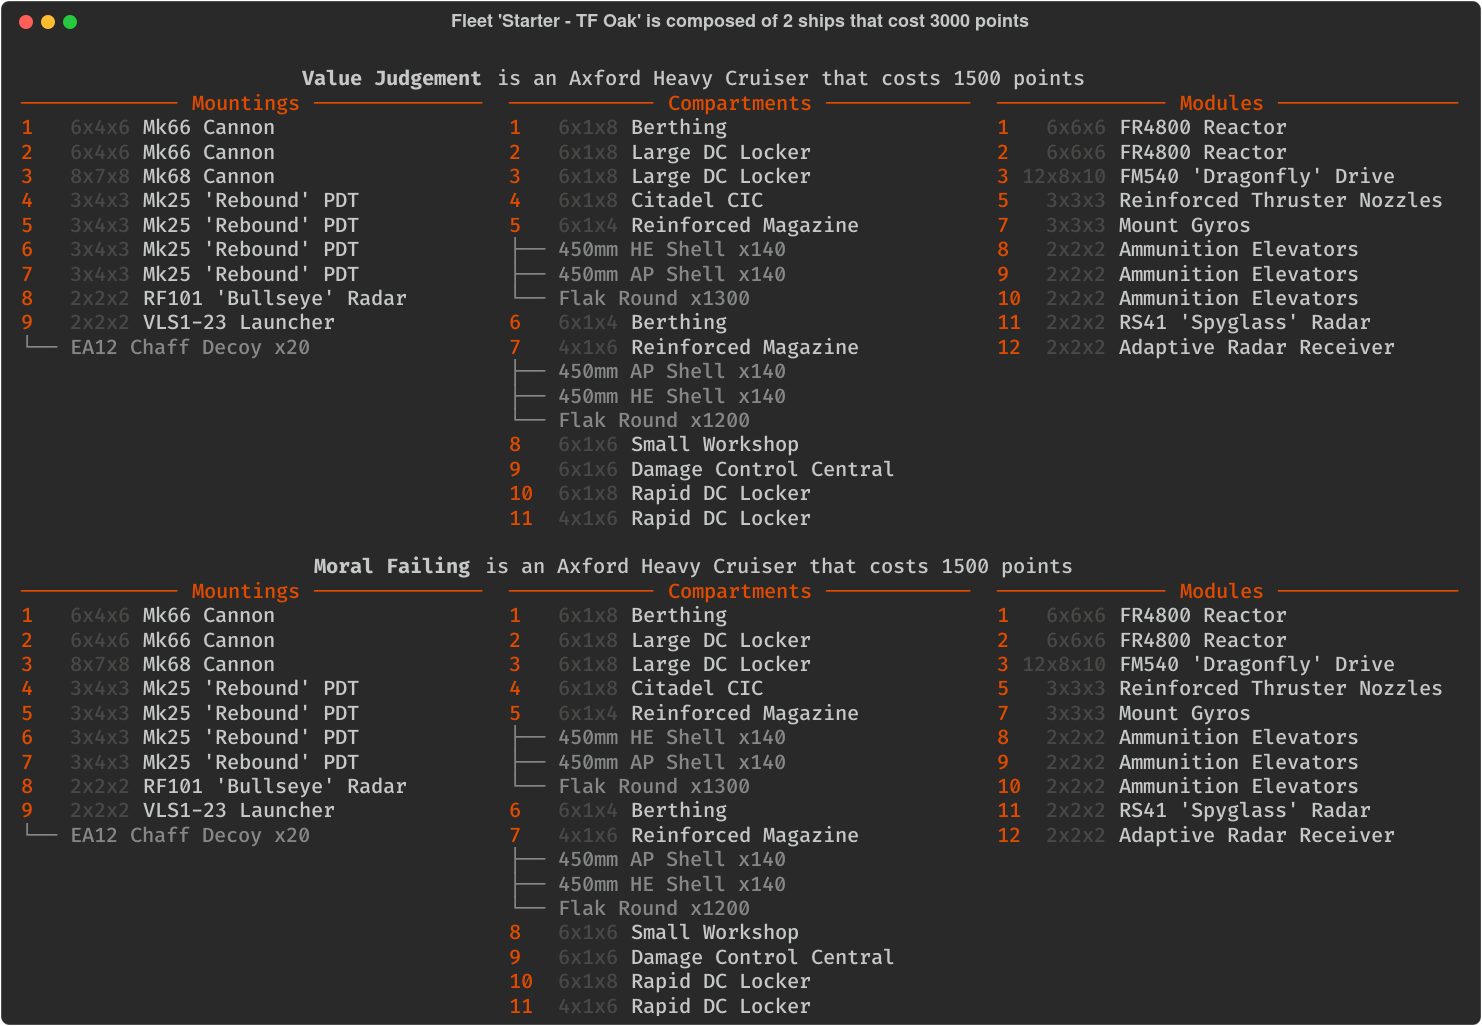 Fleet 'Starter - TF Oak' is composed of 2 ships that cost 3000 points
Value Judgement is an Axford Heavy Cruiser that costs 1500 points
Mountings
1 6x4x6 Mk66 Cannon
2 6x4x6 Mk66 Cannon
3 8x7x8 Mk68 Cannon
4 3x4x3 Mk25 'Rebound' PDT
5 3x4x3 Mk25 'Rebound' PDT
6 3x4x3 Mk25 'Rebound' PDT
7 3x4x3 Mk25 'Rebound' PDT
8 2x2x2 RF101 'Bullseye' Radar
9 2x2x2 VLS1-23 Launcher
└── EA12 Chaff Decoy x20
Compartments
1 6x1x8 Berthing
2 6x1x8 Large DC Locker
3 6x1x8 Large DC Locker
4 6x1x8 Citadel CIC
5 6x1x4 Reinforced Magazine
├── 450mm HE Shell x140
├── 450mm AP Shell x140
└── Flak Round x1300
6 6x1x4 Berthing
7 4x1x6 Reinforced Magazine
├── 450mm AP Shell x140
├── 450mm HE Shell x140
└── Flak Round x1200
8 6x1x6 Small Workshop
9 6x1x6 Damage Control Central
10 6x1x8 Rapid DC Locker
11 4x1x6 Rapid DC Locker
Modules
1 6x6x6 FR4800 Reactor
2 6x6x6 FR4800 Reactor
3 12x8x10 FM540 'Dragonfly' Drive
5 3x3x3 Reinforced Thruster Nozzles
7 3x3x3 Mount Gyros
8 2x2x2 Ammunition Elevators
9 2x2x2 Ammunition Elevators
10 2x2x2 Ammunition Elevators
11 2x2x2 RS41 'Spyglass' Radar
12 2x2x2 Adaptive Radar Receiver
Moral Failing is an Axford Heavy Cruiser that costs 1500 points
Mountings
1 6x4x6 Mk66 Cannon
2 6x4x6 Mk66 Cannon
3 8x7x8 Mk68 Cannon
4 3x4x3 Mk25 'Rebound' PDT
5 3x4x3 Mk25 'Rebound' PDT
6 3x4x3 Mk25 'Rebound' PDT
7 3x4x3 Mk25 'Rebound' PDT
8 2x2x2 RF101 'Bullseye' Radar
9 2x2x2 VLS1-23 Launcher
└── EA12 Chaff Decoy x20
Compartments
1 6x1x8 Berthing
2 6x1x8 Large DC Locker
3 6x1x8 Large DC Locker
4 6x1x8 Citadel CIC
5 6x1x4 Reinforced Magazine
├── 450mm HE Shell x140
├── 450mm AP Shell x140
└── Flak Round x1300
6 6x1x4 Berthing
7 4x1x6 Reinforced Magazine
├── 450mm AP Shell x140
├── 450mm HE Shell x140
└── Flak Round x1200
8 6x1x6 Small Workshop
9 6x1x6 Damage Control Central
10 6x1x8 Rapid DC Locker
11 4x1x6 Rapid DC Locker
Modules
1 6x6x6 FR4800 Reactor
2 6x6x6 FR4800 Reactor
3 12x8x10 FM540 'Dragonfly' Drive
5 3x3x3 Reinforced Thruster Nozzles
7 3x3x3 Mount Gyros
8 2x2x2 Ammunition Elevators
9 2x2x2 Ammunition Elevators
10 2x2x2 Ammunition Elevators
11 2x2x2 RS41 'Spyglass' Radar
12 2x2x2 Adaptive Radar Receiver